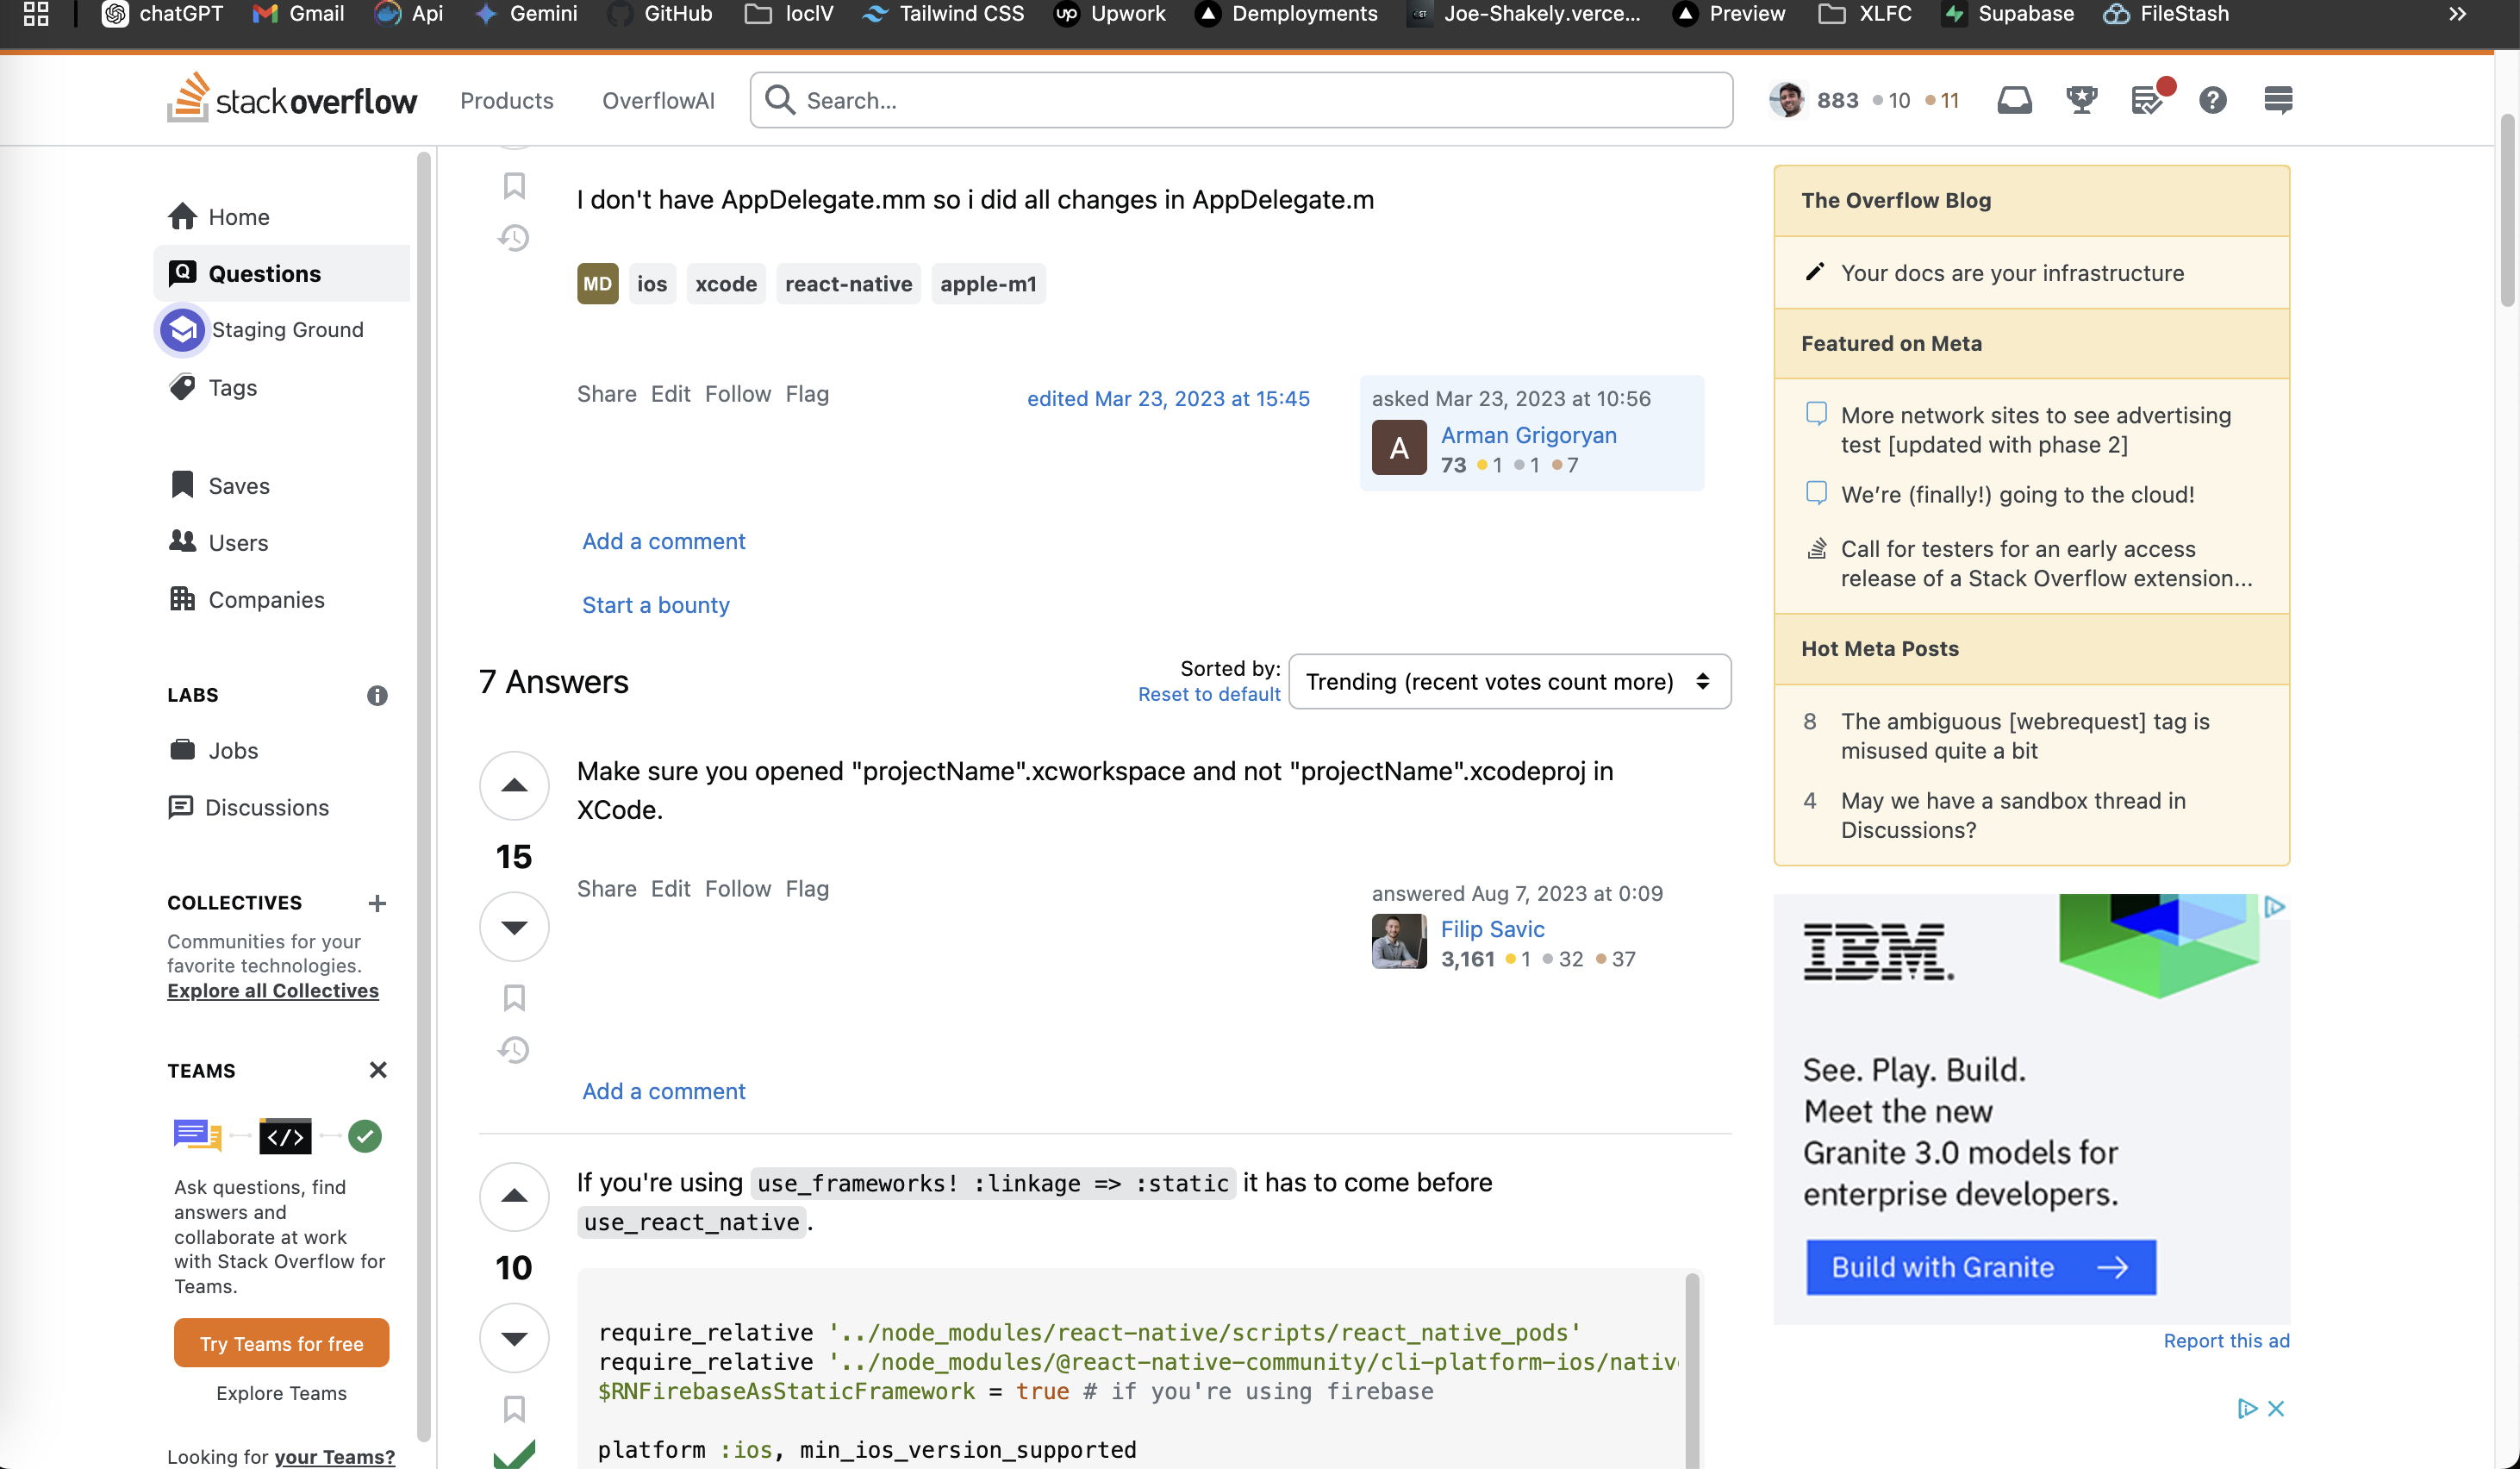 chatGPT Gmail Api Gemini GitHub locIV Tailwind CSS Upwork Demployments Joe-Shakely.verce... Preview XLFC Supabase FileStash
stackoverflow Products OverflowAI Search... 883 10 11
Home
Questions
Staging Ground
Tags
Saves
Users
Companies
LABS
Jobs
Discussions
COLLECTIVES
Communities for your
favorite technologies.
Explore all Collectives
TEAMS
Ask questions, find
answers and
collaborate at work
with Stack Overflow for
Teams.
Try Teams for free
Explore Teams
Looking for your Teams?
I don't have AppDelegate.mm so i did all changes in AppDelegate.m
MD ios xcode react-native apple-m1
Share Edit Follow Flag
edited Mar 23, 2023 at 15:45
asked Mar 23, 2023 at 10:56
A
Arman Grigoryan
73 1 1 7
Add a comment
Start a bounty
7 Answers
Sorted by:
Reset to default
Trending (recent votes count more)
15
Make sure you opened "projectName".xcworkspace and not "projectName".xcodeproj in
XCode.
Share Edit Follow Flag
answered Aug 7, 2023 at 0:09
Filip Savic
3,161 1 32 37
Add a comment
10
If you're using use_frameworks! :linkage => :static it has to come before
use_react_native.
require_relative '../node_modules/react-native/scripts/react_native_pods'
require_relative '../node_modules/@react-native-community/cli-platform-ios/nativ
$RNFirebaseAsStaticFramework = true # if you're using firebase
platform :ios, min_ios_version_supported
The Overflow Blog
Your docs are your infrastructure
Featured on Meta
More network sites to see advertising
test [updated with phase 2]
We’re (finally!) going to the cloud!
Call for testers for an early access
release of a Stack Overflow extension...
Hot Meta Posts
8 The ambiguous [webrequest] tag is
misused quite a bit
4 May we have a sandbox thread in
Discussions?
IBM.
See. Play. Build.
Meet the new
Granite 3.0 models for
enterprise developers.
Build with Granite
Report this ad